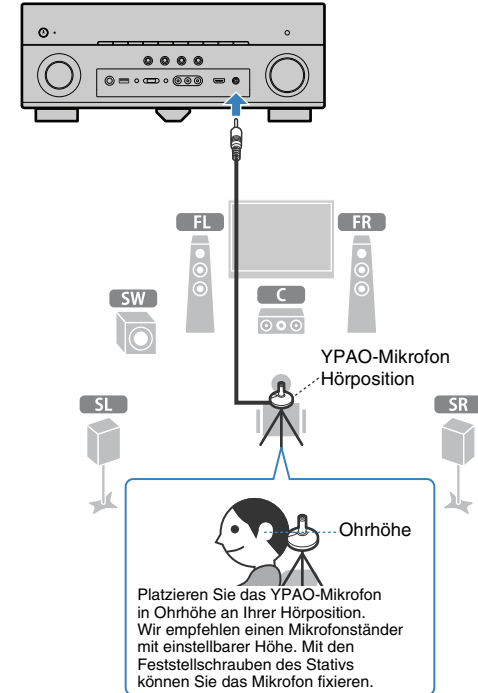 FL
FR
SW
C
YPAO-Mikrofon
Hörposition
SL
SR
Ohrhöhe
Platzieren Sie das YPAO-Mikrofon
in Ohrhöhe an Ihrer Hörposition.
Wir empfehlen einen Mikrofonständer
mit einstellbarer Höhe. Mit den
Feststellschrauben des Stativs
können Sie das Mikrofon fixieren.